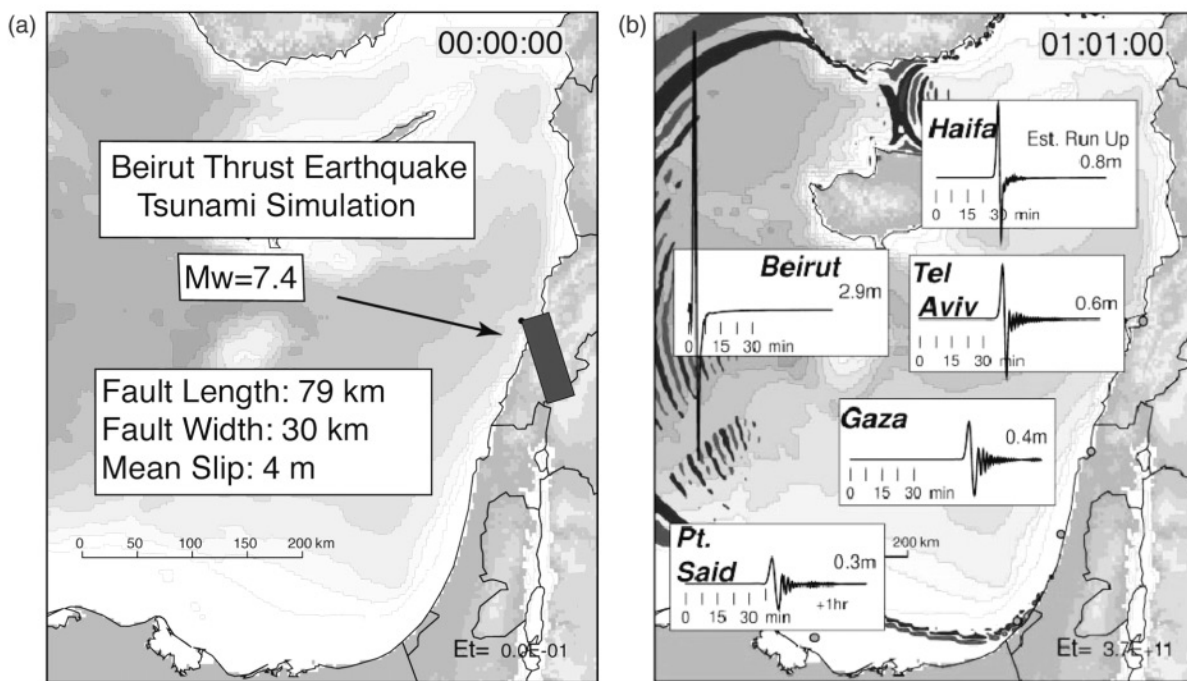 (a)
00:00:00
Beirut Thrust Earthquake
Tsunami Simulation
Mw=7.4
Fault Length: 79 km
Fault Width: 30 km
Mean Slip: 4 m
0 50 100 150 200 km
Et= 0.0E-01
(b)
01:01:00
Haifa
Est. Run Up
0.8m
0 15 30 min
Beirut
2.9m
0 15 30 min
Tel
Aviv
0.6m
0 15 30 min
Gaza
0.4m
0 15 30 min
Pt.
Said
0.3m
0 15 30 min
+1hr
200 km
Et= 3.7E+11